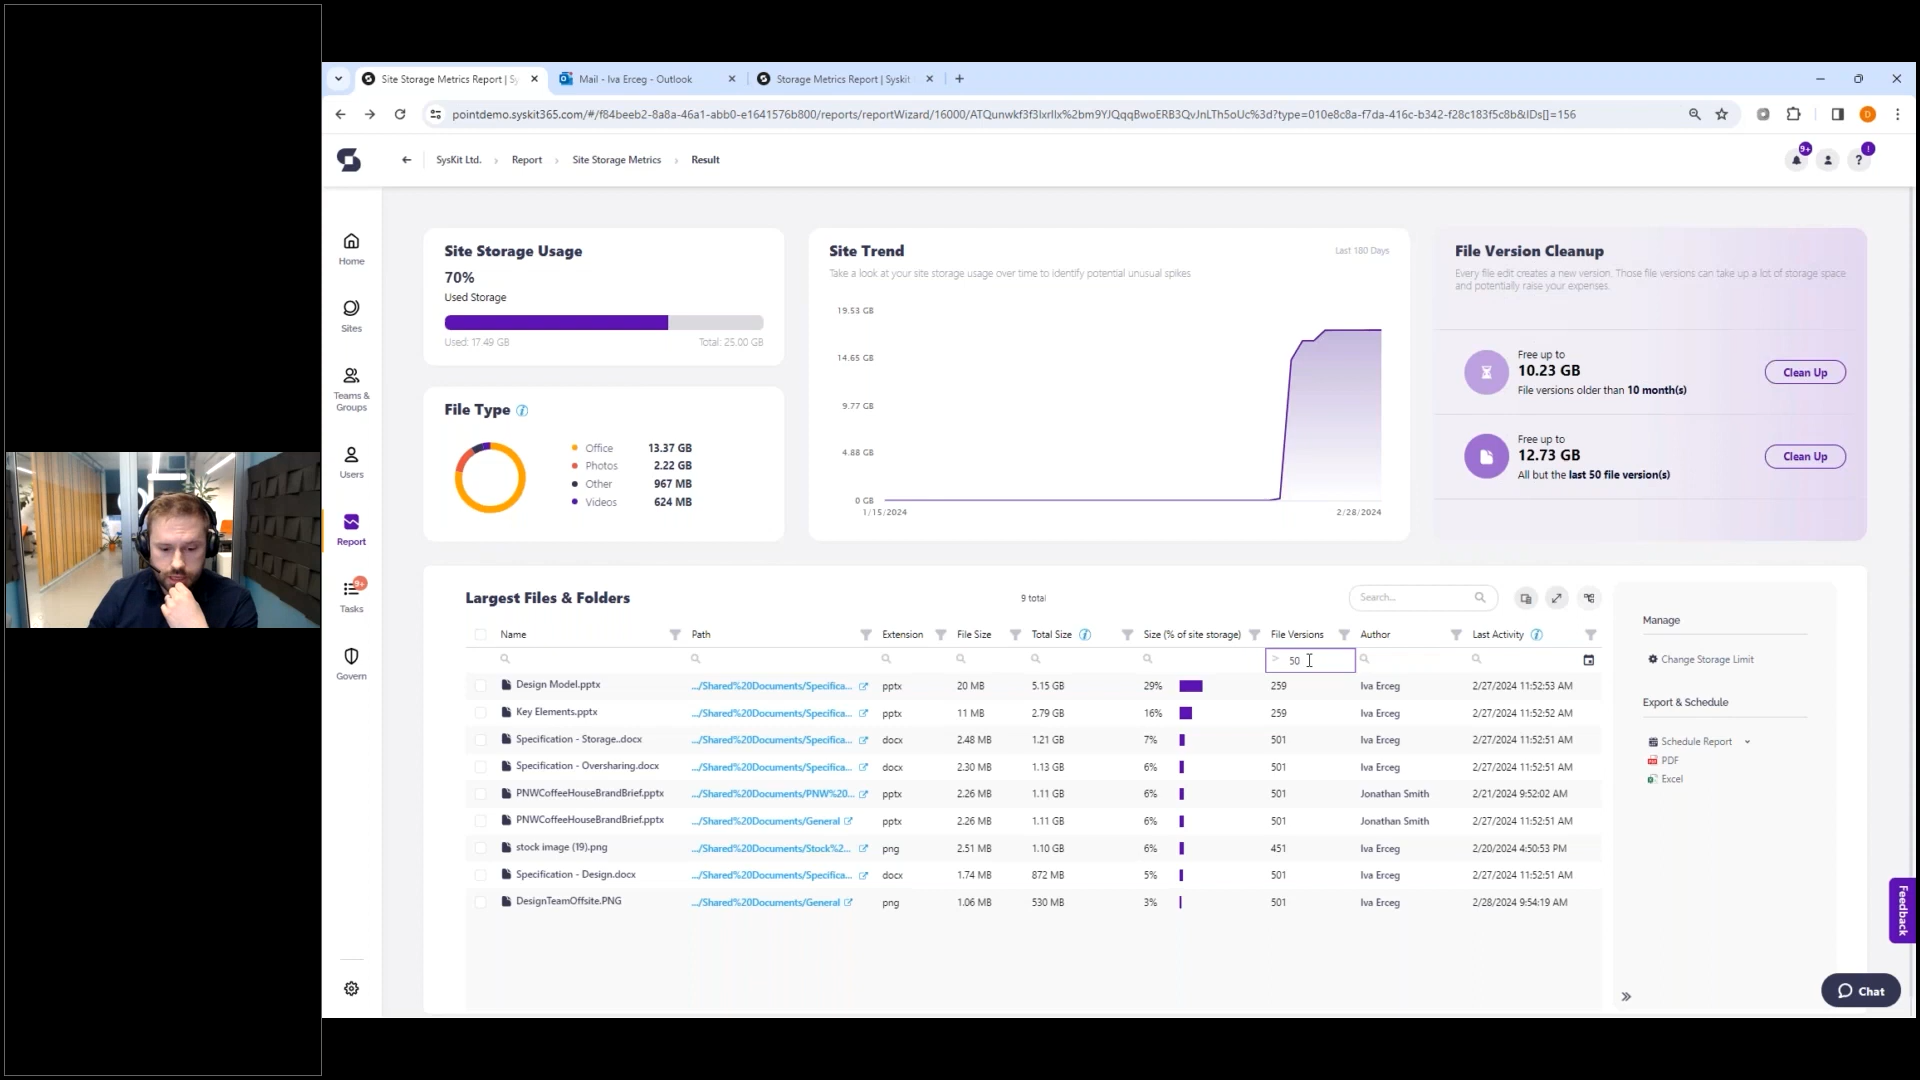 Site Storage Metrics Report | Sy
Mail - Iva Erceg - Outlook
Storage Metrics Report | Syskit
pointdemo.syskit365.com/#/f84beeb2-8a8a-46a1-abb0-e1641576b800/reports/reportWizard/16000/ATQunwkf3f3lxrIlx%2bm9YJQqqBwoERB3QvJnLTh5oUc%3d?type=010e8c8a-f7da-416c-b342-f28c183f5c8b&IDs[]=156
D
SysKit Ltd. > Report > Site Storage Metrics > Result
9+
!
?
Home
Sites
Teams &
Groups
Users
Report
9+
Tasks
Govern
Site Storage Usage
70%
Used Storage
Used: 17.49 GB
Total: 25.00 GB
File Type
Office 13.37 GB
Photos 2.22 GB
Other 967 MB
Videos 624 MB
Site Trend
Last 180 Days
Take a look at your site storage usage over time to identify potential unusual spikes
19.53 GB
14.65 GB
9.77 GB
4.88 GB
0 GB
1/15/2024
2/28/2024
File Version Cleanup
Every file edit creates a new version. Those file versions can take up a lot of storage space
and potentially raise your expenses.
Free up to
10.23 GB
File versions older than 10 month(s)
Clean Up
Free up to
12.73 GB
All but the last 50 file version(s)
Clean Up
Largest Files & Folders
9 total
Search...
Name Path Extension File Size Total Size Size (% of site storage) File Versions Author Last Activity
> 50
Design Model.pptx .../Shared%20Documents/Specifica... pptx 20 MB 5.15 GB 29% 259 Iva Erceg 2/27/2024 11:52:53 AM
Key Elements.pptx .../Shared%20Documents/Specifica... pptx 11 MB 2.79 GB 16% 259 Iva Erceg 2/27/2024 11:52:52 AM
Specification - Storage..docx .../Shared%20Documents/Specifica... docx 2.48 MB 1.21 GB 7% 501 Iva Erceg 2/27/2024 11:52:51 AM
Specification - Oversharing.docx .../Shared%20Documents/Specifica... docx 2.30 MB 1.13 GB 6% 501 Iva Erceg 2/27/2024 11:52:51 AM
PNWCoffeeHouseBrandBrief.pptx .../Shared%20Documents/PNW%20... pptx 2.26 MB 1.11 GB 6% 501 Jonathan Smith 2/21/2024 9:52:02 AM
PNWCoffeeHouseBrandBrief.pptx .../Shared%20Documents/General pptx 2.26 MB 1.11 GB 6% 501 Jonathan Smith 2/27/2024 11:52:51 AM
stock image (19).png .../Shared%20Documents/Stock%2... png 2.51 MB 1.10 GB 6% 451 Iva Erceg 2/20/2024 4:50:53 PM
Specification - Design.docx .../Shared%20Documents/Specifica... docx 1.74 MB 872 MB 5% 501 Iva Erceg 2/27/2024 11:52:51 AM
DesignTeamOffsite.PNG .../Shared%20Documents/General png 1.06 MB 530 MB 3% 501 Iva Erceg 2/28/2024 9:54:19 AM
Manage
Change Storage Limit
Export & Schedule
Schedule Report
PDF
Excel
Feedback
Chat